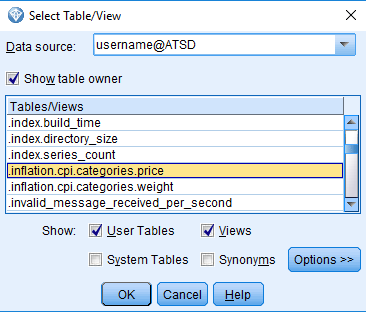 Select Table/View
Data source: username@ATSD
Show table owner
Tables/Views
.index.build_time
.index.directory_size
.index.series_count
.inflation.cpi.categories.price
.inflation.cpi.categories.weight
.invalid_message_received_per_second
Show: User Tables Views
System Tables Synonyms Options >>
OK Cancel Help